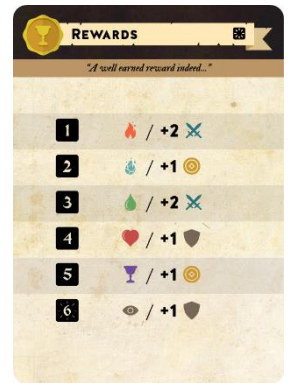 REWARDS
"A well earned reward indeed..."
1 / +2
2 / +1
3 / +2
4 / +1
5 / +1
6 / +1